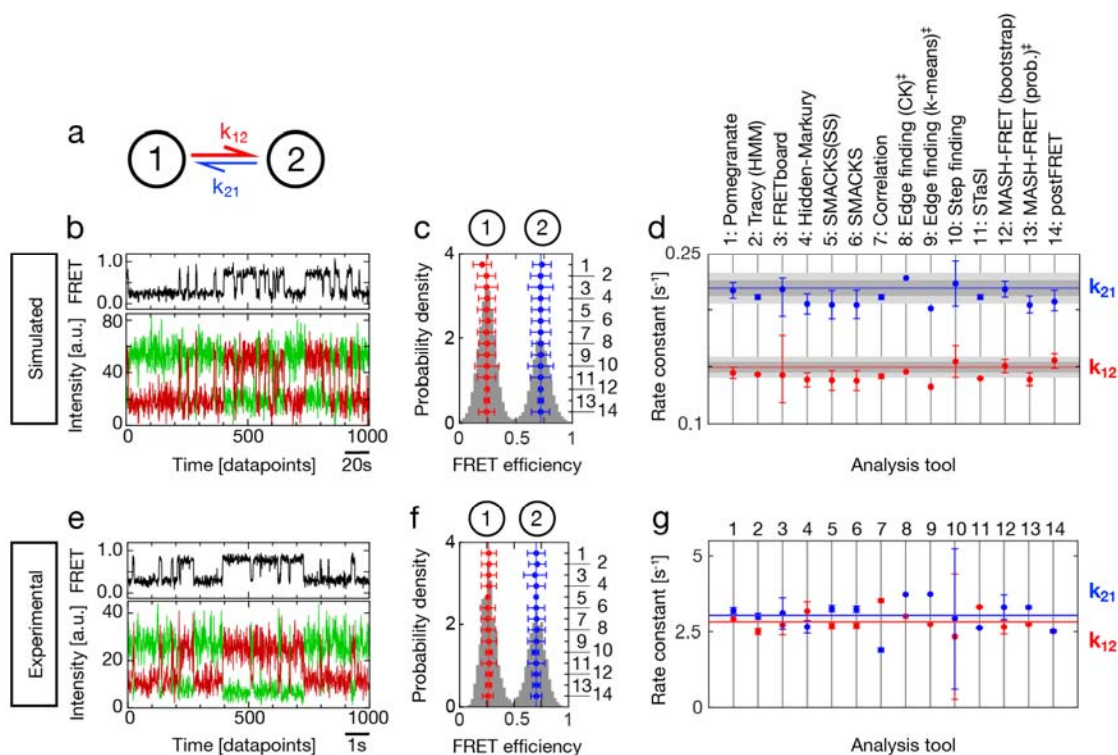 a
1
k12
k21
2
Simulated
b
FRET
1.0
0.0
Intensity [a.u.]
80
40
0
0
500
1000
Time [datapoints]
20s
c
1
2
Probability density
4
2
0
0
0.5
1
FRET efficiency
1
2
3
4
5
6
7
8
9
10
11
12
13
14
d
1: Pomegranate
2: Tracy (HMM)
3: FRETboard
4: Hidden-Markury
5: SMACKS(SS)
6: SMACKS
7: Correlation
8: Edge finding (CK)‡
9: Edge finding (k-means)‡
10: Step finding
11: STaSI
12: MASH-FRET (bootstrap)
13: MASH-FRET (prob.)‡
14: postFRET
Rate constant [s⁻¹]
0.25
0.1
k21
k12
Analysis tool
Experimental
e
FRET
1.0
0.0
Intensity [a.u.]
40
20
0
0
500
1000
Time [datapoints]
1s
f
1
2
Probability density
4
2
0
0
0.5
1
FRET efficiency
1
2
3
4
5
6
7
8
9
10
11
12
13
14
g
1 2 3 4 5 6 7 8 9 10 11 12 13 14
Rate constant [s⁻¹]
5
2.5
0
k21
k12
Analysis tool